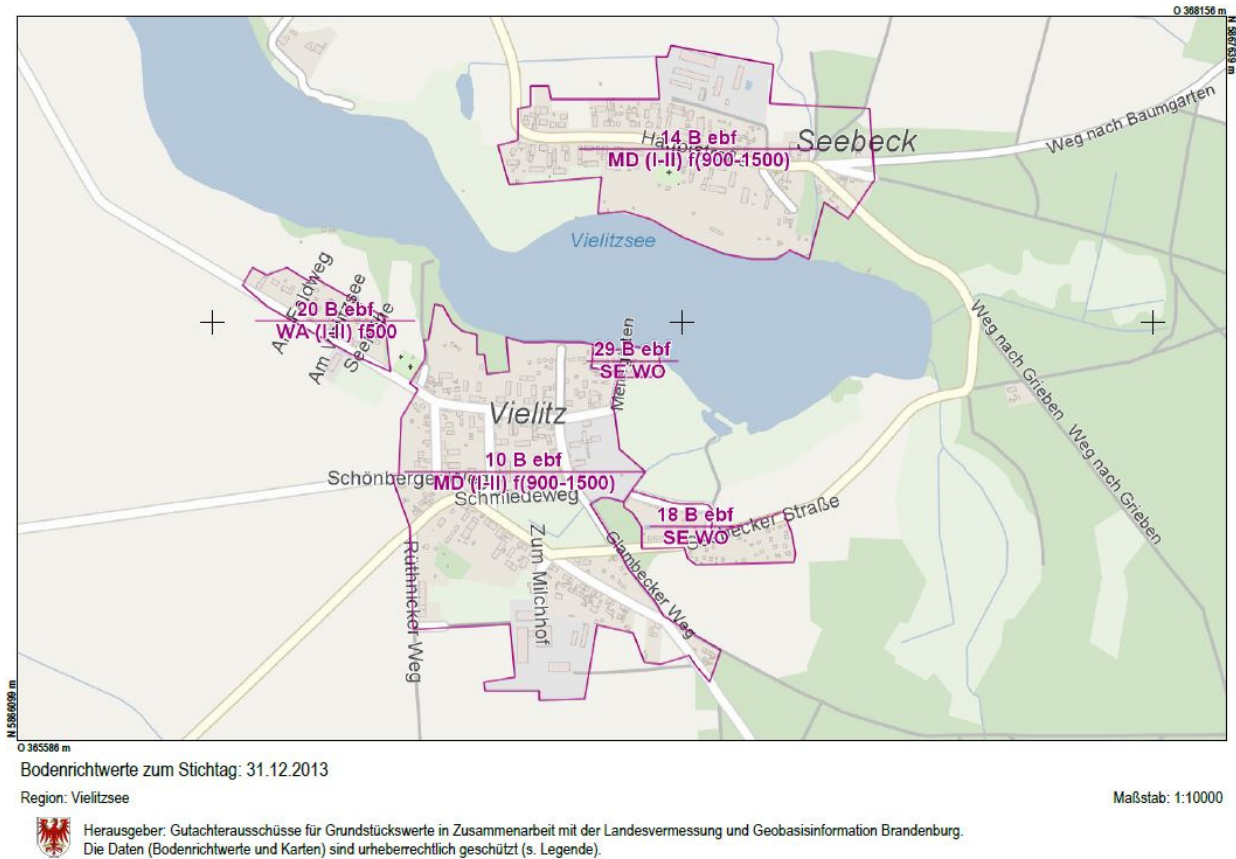 O 368156 m
N 5867639 m
Weg nach Baumgarten
14 B ebf
Seebeck
MD (I-II) f(900-1500)
Vielitzsee
Am Vielitzsee
20 B ebf
WA (I-II) f500
29 B ebf
SE WO
Weg nach Grieben
Weg nach Grieben
Vielitz
10 B ebf
MD (I-II) f(900-1500)
Schmiedeweg
18 B ebf
SE WO
Rüthnicker Weg
Zum Milchhof
Glambecker Weg
N 5866099 m
O 365586 m
Bodenrichtwerte zum Stichtag: 31.12.2013
Region: Vielitzsee
Maßstab: 1:10000
Herausgeber: Gutachterausschüsse für Grundstückswerte in Zusammenarbeit mit der Landesvermessung und Geobasisinformation Brandenburg.
Die Daten (Bodenrichtwerte und Karten) sind urheberrechtlich geschützt (s. Legende).